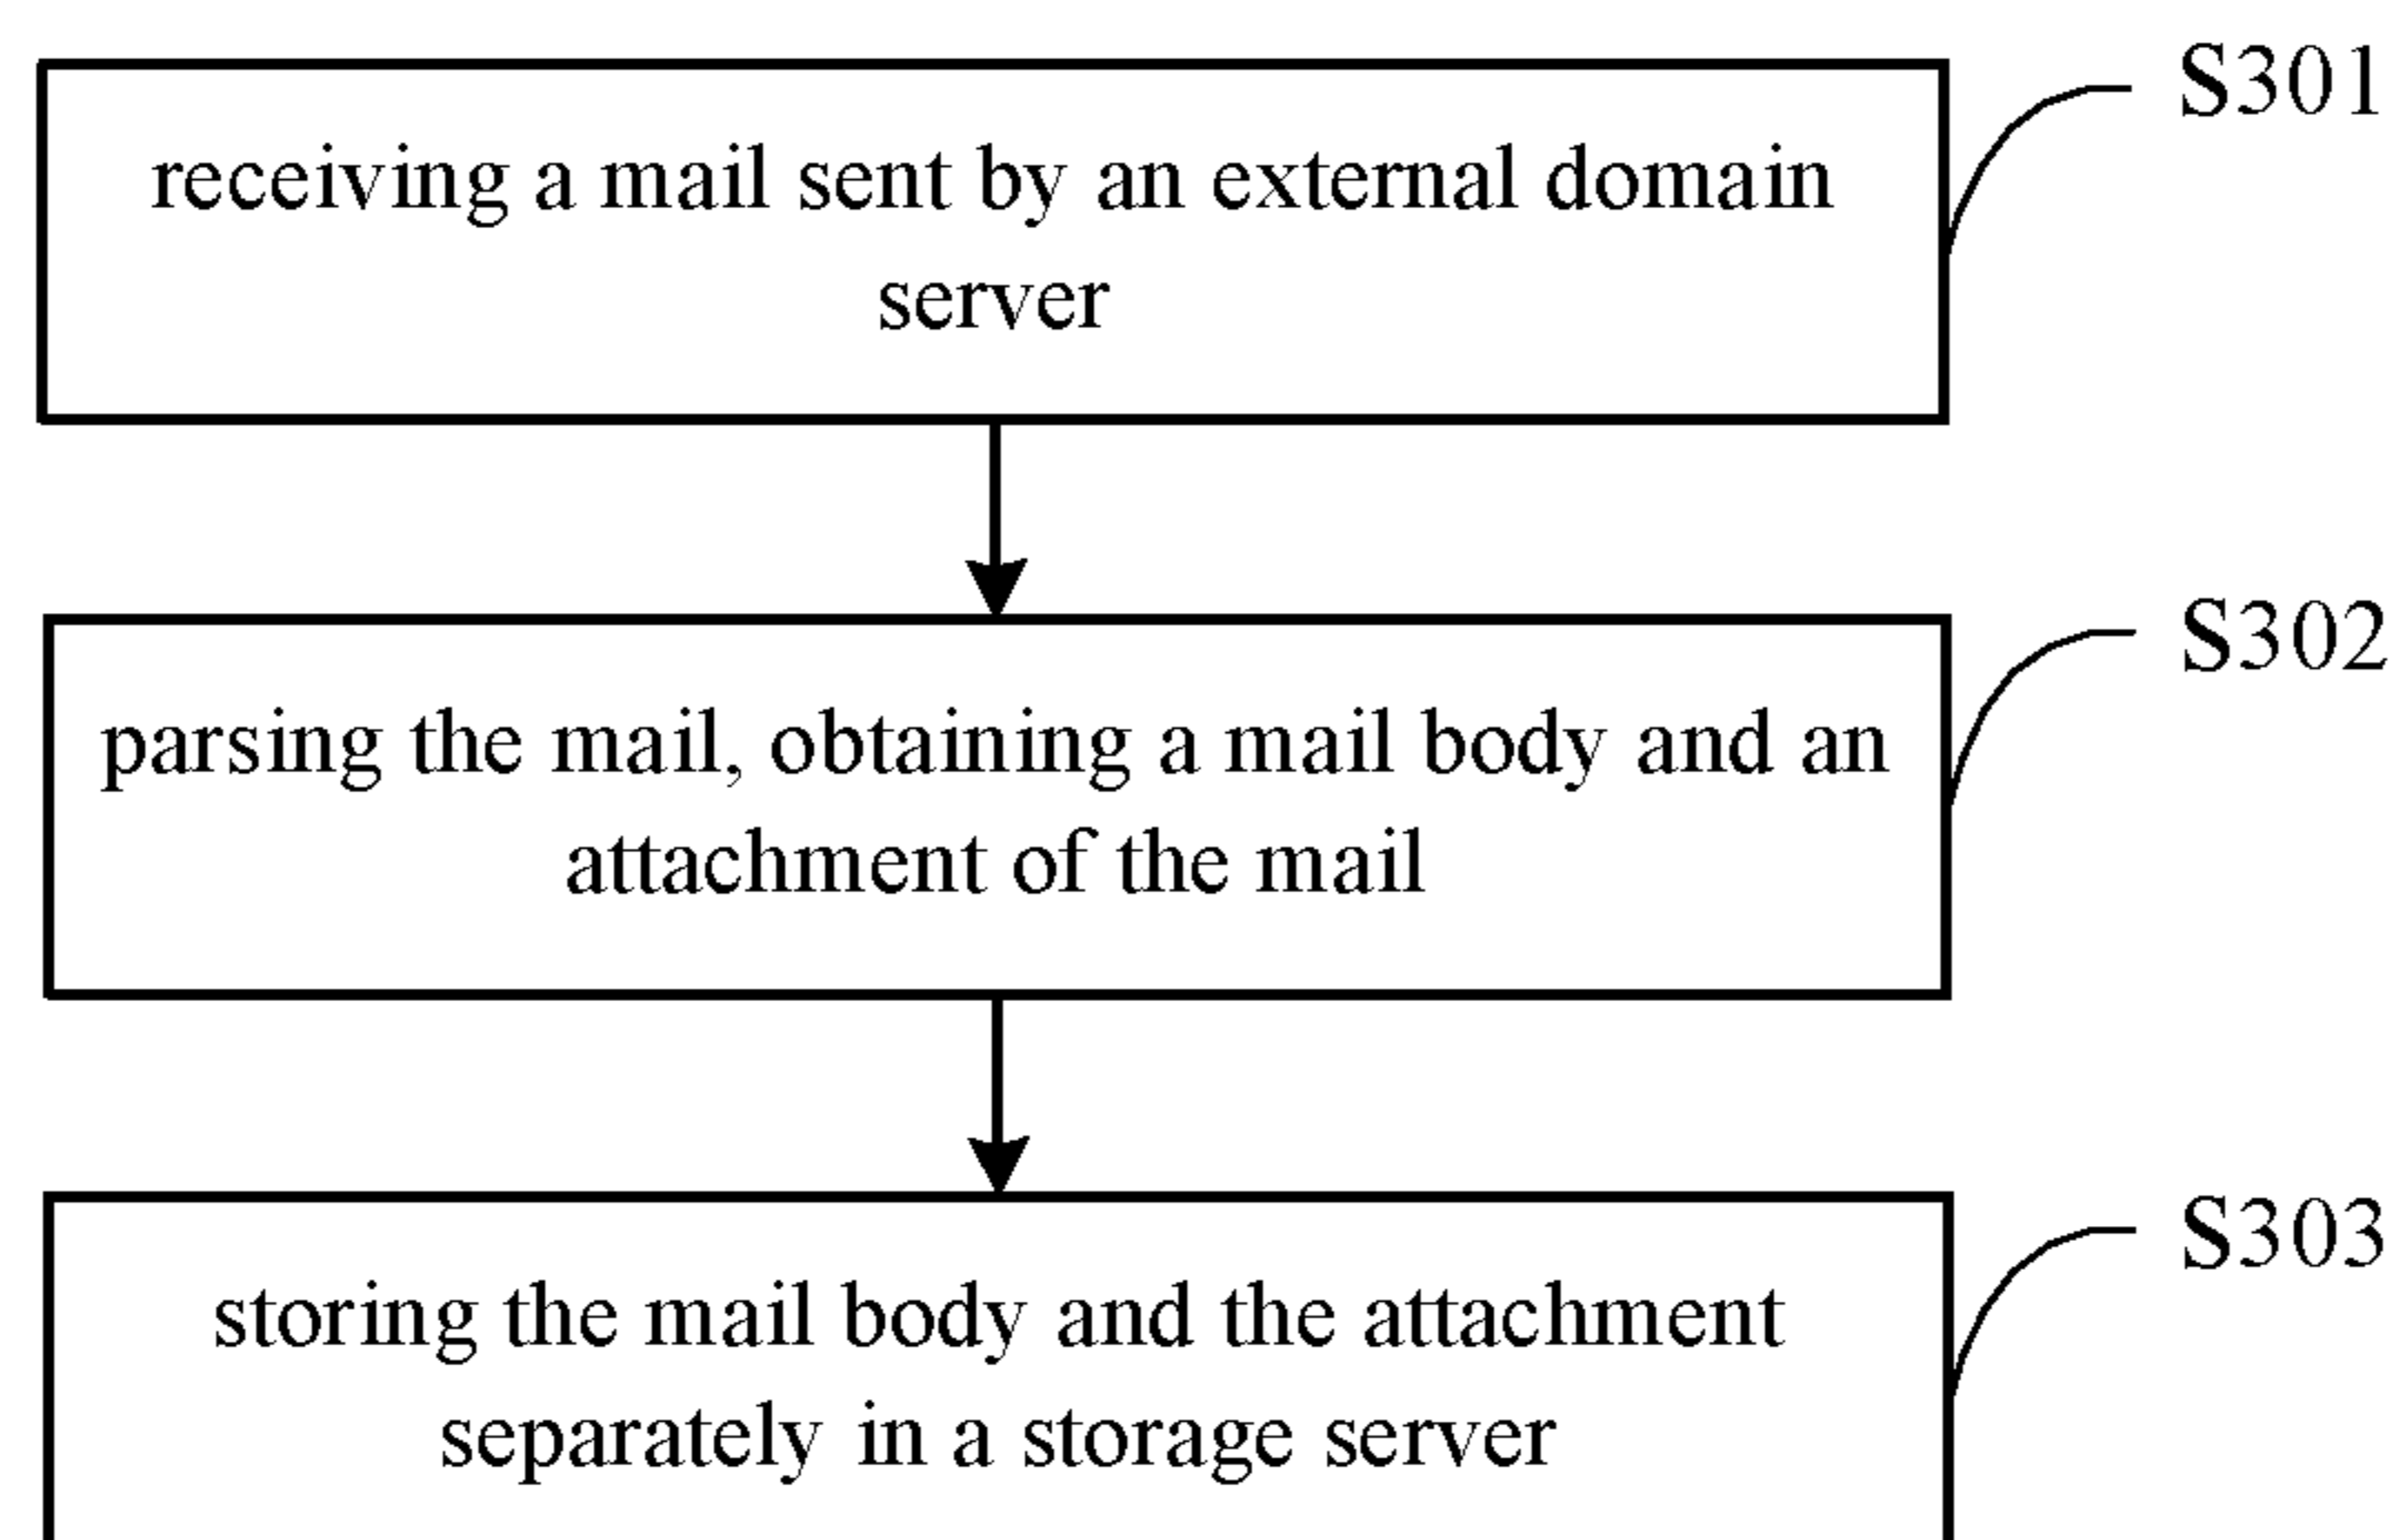 S301
receiving a mail sent by an external domain
server
S302
parsing the mail, obtaining a mail body and an
attachment of the mail
S303
storing the mail body and the attachment
separately in a storage server